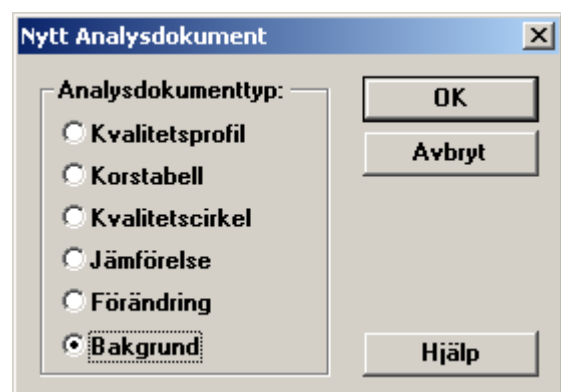 Nytt Analysdokument
Analysdokumenttyp:
Kvalitetsprofil
Korstabell
Kvalitetscirkel
Jämförelse
Förändring
Bakgrund
OK
Avbryt
Hjälp